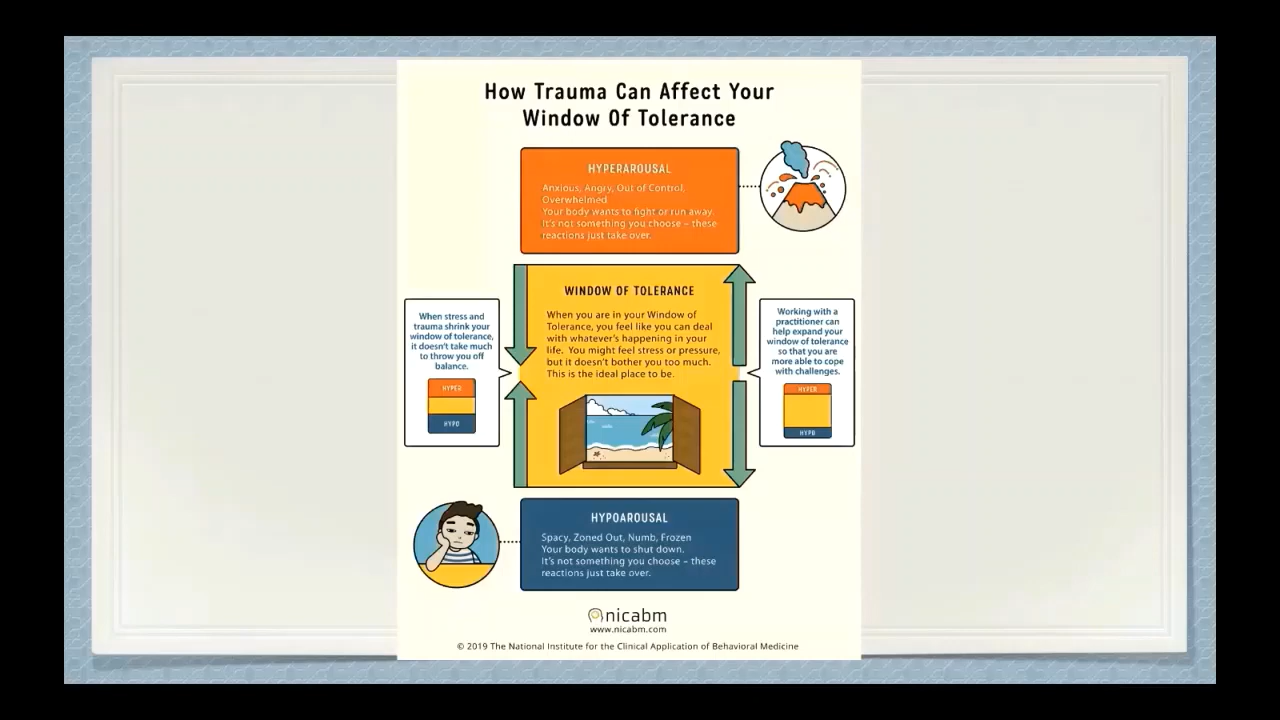 How Trauma Can Affect Your
Window Of Tolerance
HYPERAROUSAL
Anxious, Angry, Out of Control,
Overwhelmed
Your body wants to fight or run away.
It's not something you choose – these
reactions just take over.
When stress and
trauma shrink your
window of tolerance,
it doesn't take much
to throw you off
balance.
HYPER
HYPO
WINDOW OF TOLERANCE
When you are in your Window of
Tolerance, you feel like you can deal
with whatever's happening in your
life. You might feel stress or pressure,
but it doesn't bother you too much.
This is the ideal place to be.
Working with a
practitioner can
help expand your
window of tolerance
so that you are
more able to cope
with challenges.
HYPER
HYPO
HYPOAROUSAL
Spacy, Zoned Out, Numb, Frozen
Your body wants to shut down.
It's not something you choose – these
reactions just take over.
nicabm
www.nicabm.com
© 2019 The National Institute for the Clinical Application of Behavioral Medicine